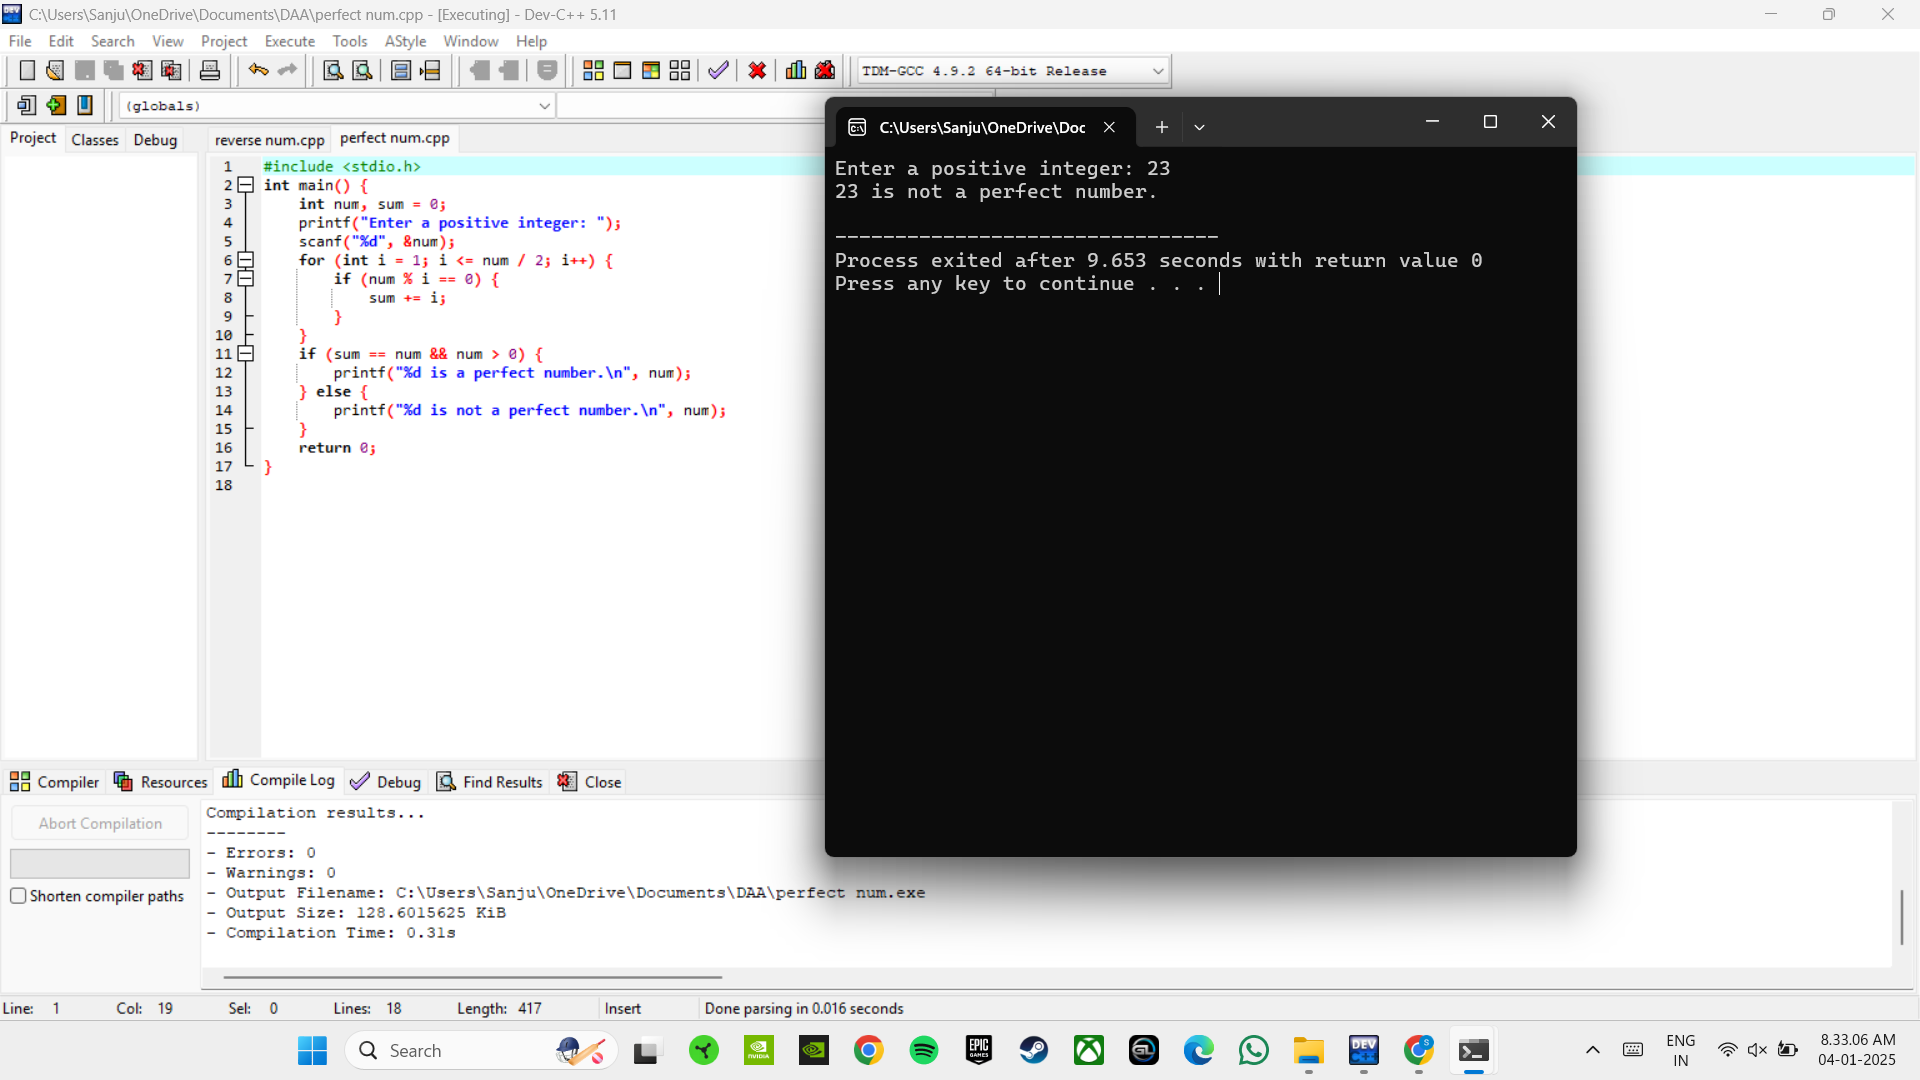 C:\Users\Sanju\OneDrive\Documents\DAA\perfect num.cpp - [Executing] - Dev-C++ 5.11
File Edit Search View Project Execute Tools AStyle Window Help
TDM-GCC 4.9.2 64-bit Release
(globals)
Project Classes Debug
reverse num.cpp perfect num.cpp
1 #include <stdio.h>
2 int main() {
3 int num, sum = 0;
4 printf("Enter a positive integer: ");
5 scanf("%d", &num);
6 for (int i = 1; i <= num / 2; i++) {
7 if (num % i == 0) {
8 sum += i;
9 }
10 }
11 if (sum == num && num > 0) {
12 printf("%d is a perfect number.\n", num);
13 } else {
14 printf("%d is not a perfect number.\n", num);
15 }
16 return 0;
17 }
18
C:\Users\Sanju\OneDrive\Doc
Enter a positive integer: 23
23 is not a perfect number.
--------------------------------
Process exited after 9.653 seconds with return value 0
Press any key to continue . . .
Compiler Resources Compile Log Debug Find Results Close
Abort Compilation
Shorten compiler paths
Compilation results...
--------
- Errors: 0
- Warnings: 0
- Output Filename: C:\Users\Sanju\OneDrive\Documents\DAA\perfect num.exe
- Output Size: 128.6015625 KiB
- Compilation Time: 0.31s
Line: 1 Col: 19 Sel: 0 Lines: 18 Length: 417 Insert Done parsing in 0.016 seconds
Search
NVIDIA
EPIC GAMES
DEV C++
S
ENG
IN
8.33.06 AM
04-01-2025